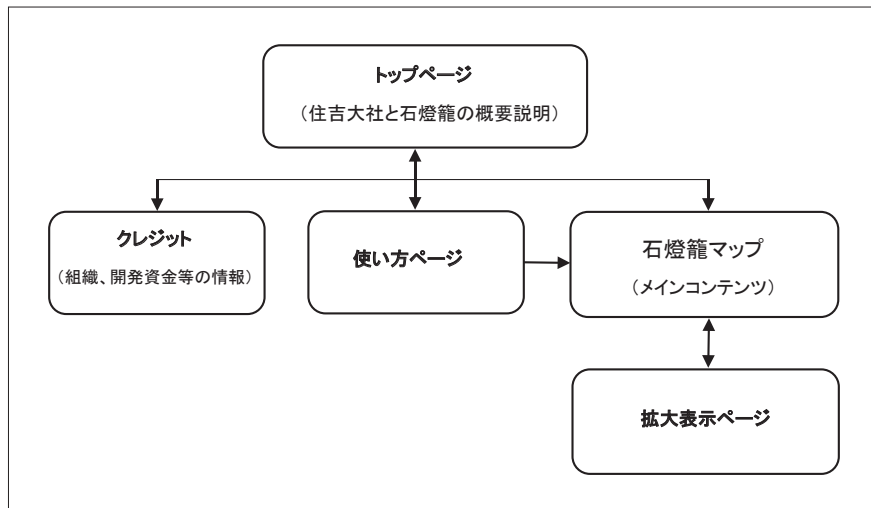 トップページ
（住吉大社と石燈籠の概要説明）
クレジット
（組織、開発資金等の情報）
使い方ページ
石燈籠マップ
（メインコンテンツ）
拡大表示ページ